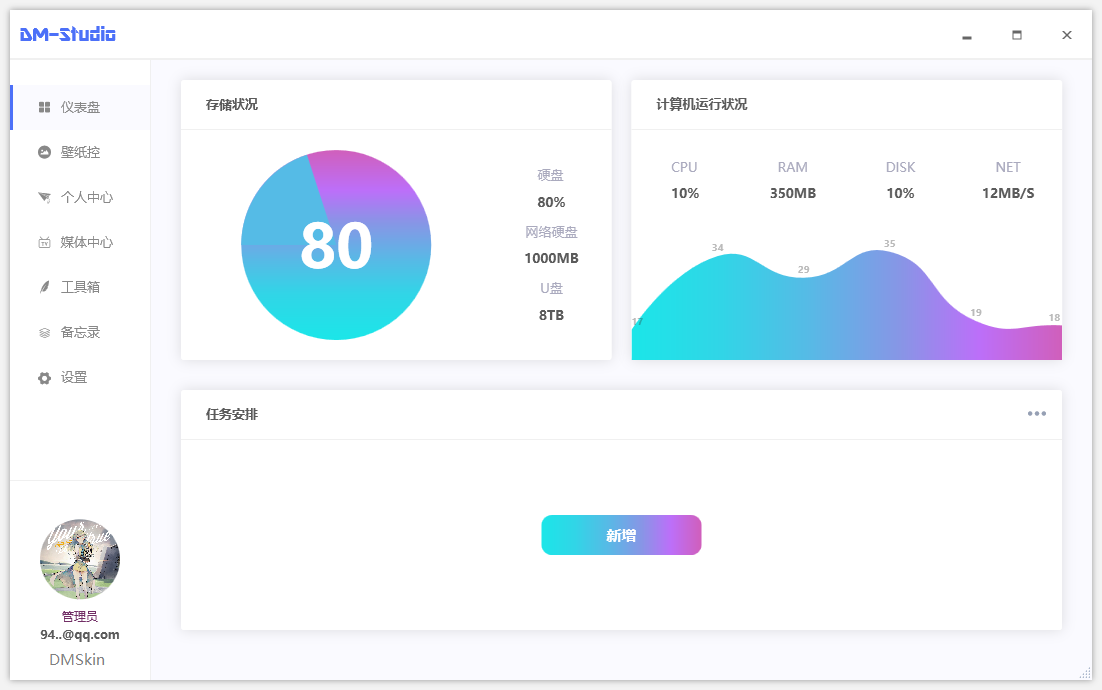 DM-Studio
仪表盘
壁纸控
个人中心
媒体中心
工具箱
备忘录
设置
You're true
管理员
94..@qq.com
DMSkin
存储状况
80
硬盘
80%
网络硬盘
1000MB
U盘
8TB
计算机运行状况
CPU RAM DISK NET
10% 350MB 10% 12MB/S
17 34 29 35 19 18
任务安排
新增